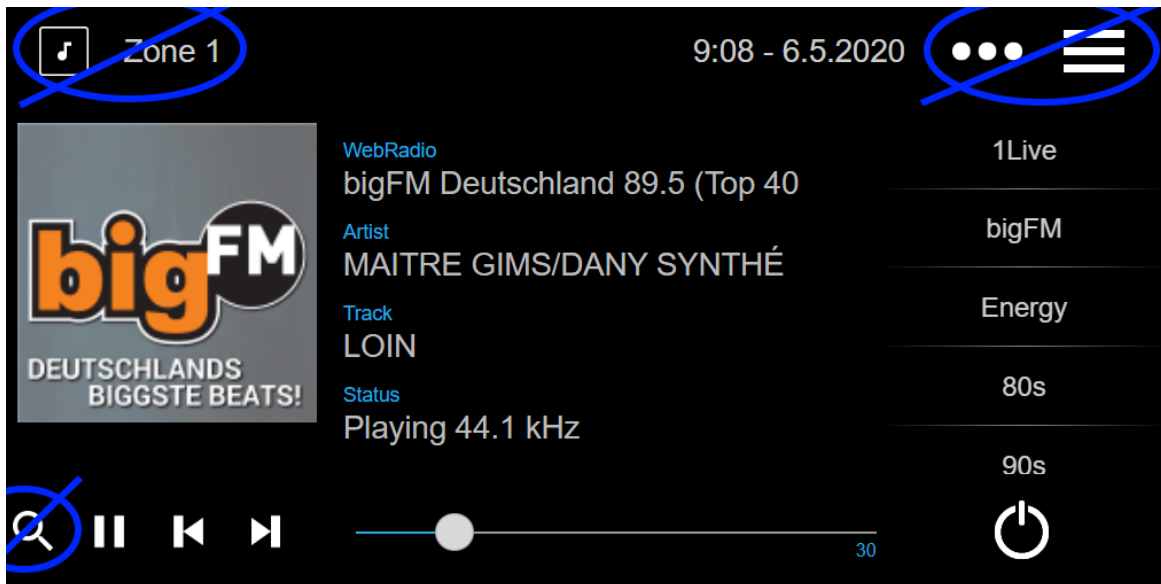 Zone 1
9:08 - 6.5.2020
bigFM
DEUTSCHLANDS
BIGGSTE BEATS!
WebRadio
bigFM Deutschland 89.5 (Top 40
Artist
MAITRE GIMS/DANY SYNTHÉ
Track
LOIN
Status
Playing 44.1 kHz
1Live
bigFM
Energy
80s
90s
30